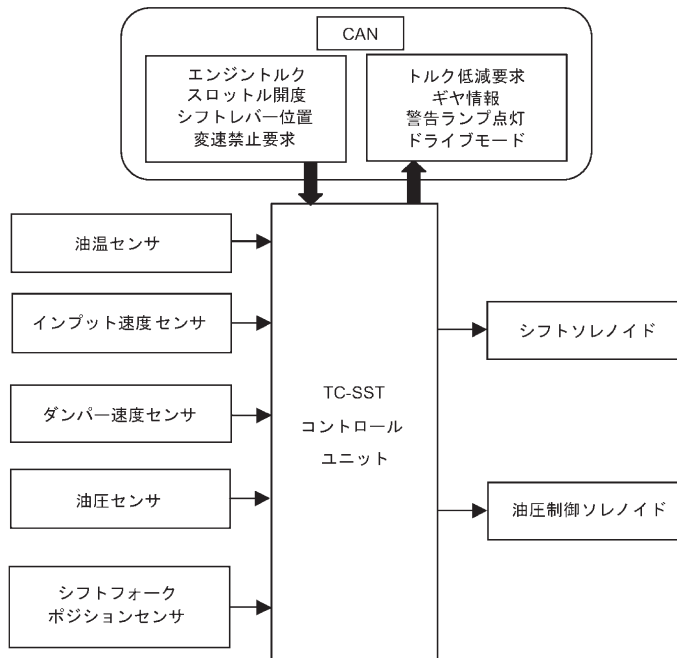 CAN
エンジントルク
スロットル開度
シフトレバー位置
変速禁止要求
トルク低減要求
ギヤ情報
警告ランプ点灯
ドライブモード
油温センサ
インプット速度 センサ
ダンパー速度センサ
油圧センサ
シフトフォーク
ポジションセンサ
TC-SST
コントロール
ユニット
シフトソレノイド
油圧制御ソレノイド